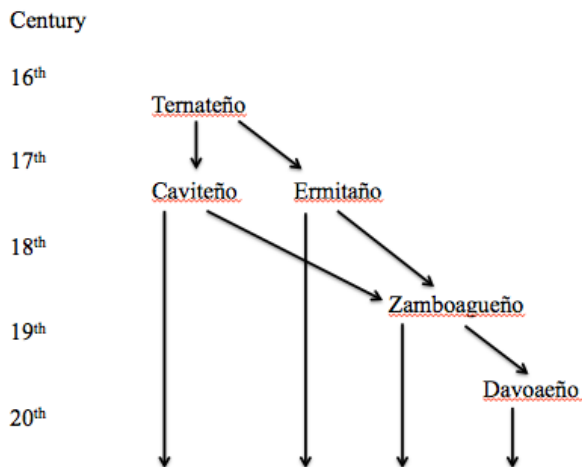 Century
16th
Ternateño
17th
Caviteño Ermitaño
18th
Zamboagueño
19th
Davoaeño
20th